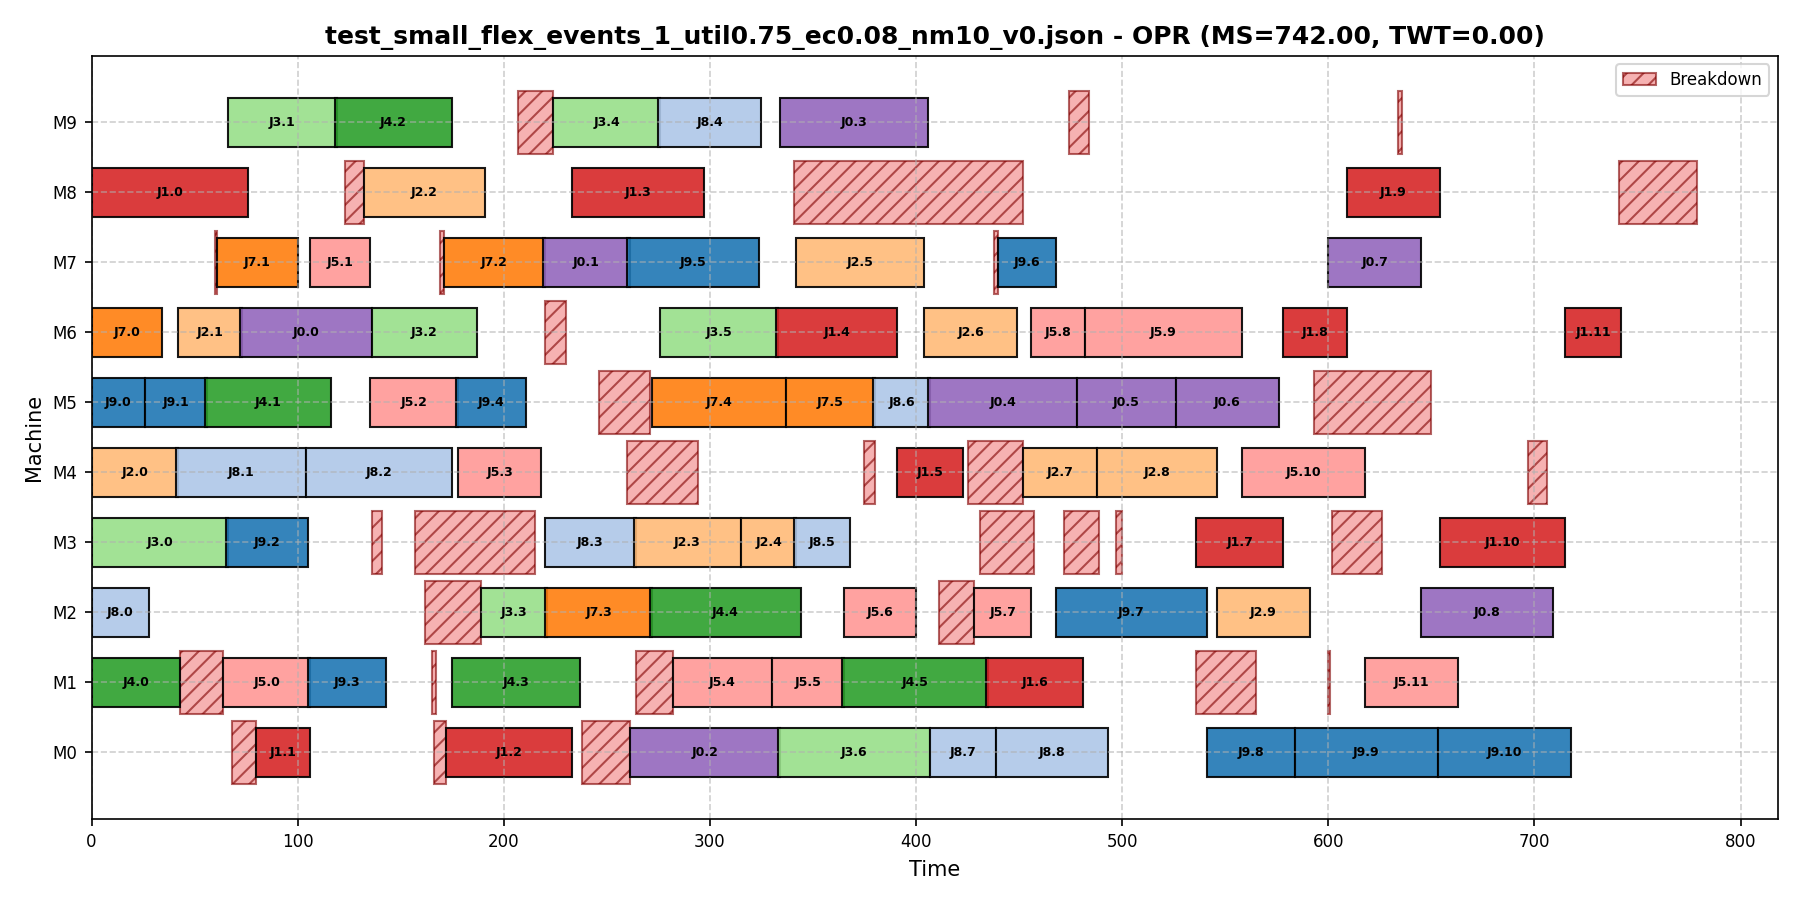 test_small_flex_events_1_util0.75_ec0.08_nm10_v0.json - OPR (MS=742.00, TWT=0.00)
Breakdown
M9 J3.1 J4.2 J3.4 J8.4 J0.3
M8 J1.0 J2.2 J1.3 J1.9
M7 J7.1 J5.1 J7.2 J0.1 J9.5 J2.5 J9.6 J0.7
M6 J7.0 J2.1 J0.0 J3.2 J3.5 J1.4 J2.6 J5.8 J5.9 J1.8 J1.11
M5 J9.0 J9.1 J4.1 J5.2 J9.4 J7.4 J7.5 J8.6 J0.4 J0.5 J0.6
M4 J2.0 J8.1 J8.2 J5.3 J1.5 J2.7 J2.8 J5.10
M3 J3.0 J9.2 J8.3 J2.3 J2.4 J8.5 J1.7 J1.10
M2 J8.0 J3.3 J7.3 J4.4 J5.6 J5.7 J9.7 J2.9 J0.8
M1 J4.0 J5.0 J9.3 J4.3 J5.4 J5.5 J4.5 J1.6 J5.11
M0 J1.1 J1.2 J0.2 J3.6 J8.7 J8.8 J9.8 J9.9 J9.10
Machine
0 100 200 300 400 500 600 700 800
Time